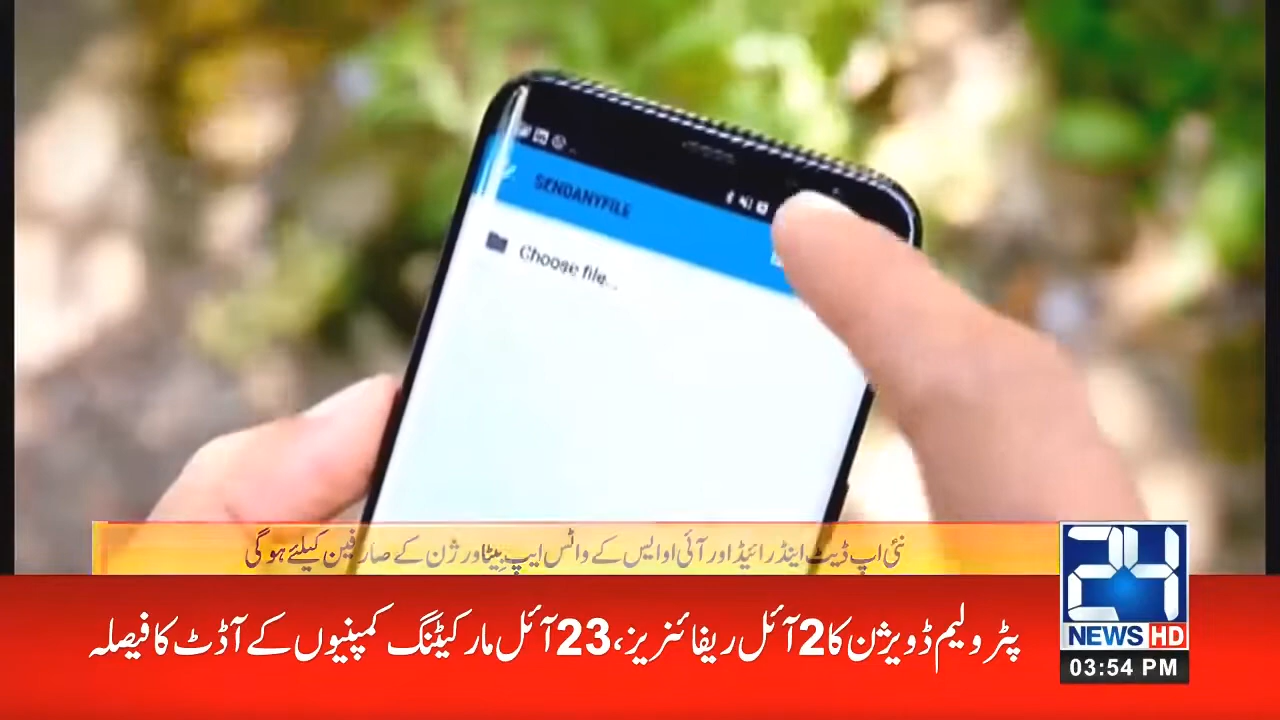 SENDANYFILE
Choose file...
نئی اپ ڈیٹ اینڈرائیڈ اور آئی او ایس کے واٹس ایپ بِیٹا ورژن کے صارفین کیلئے ہوگی
پٹرولیم ڈویژن کا 2 آئل ریفائنریز، 23 آئل مارکیٹنگ کمپنیوں کے آڈٹ کا فیصلہ
24
NEWS HD
03:54 PM